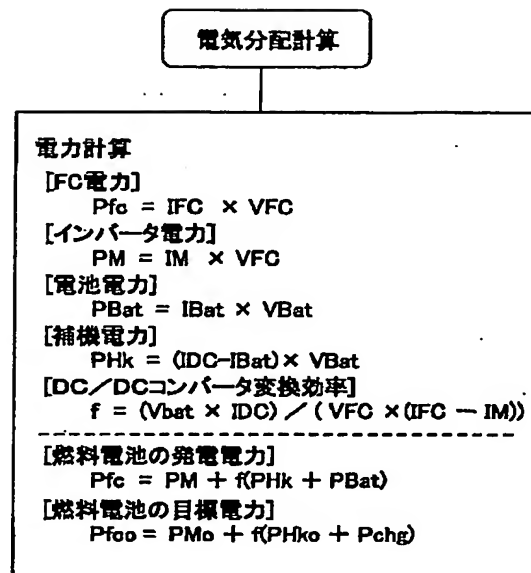 電気分配計算
電力計算
[FC電力]
Pfc = IFC × VFC
[インバータ電力]
PM = IM × VFC
[電池電力]
PBat = IBat × VBat
[補機電力]
PHk = (IDC-IBat)× VBat
[DC／DCコンバータ変換効率]
f = (Vbat × IDC) ／ ( VFC ×(IFC － IM))
[燃料電池の発電電力]
Pfc = PM + f(PHk + PBat)
[燃料電池の目標電力]
Pfco = PMo + f(PHko + Pchg)